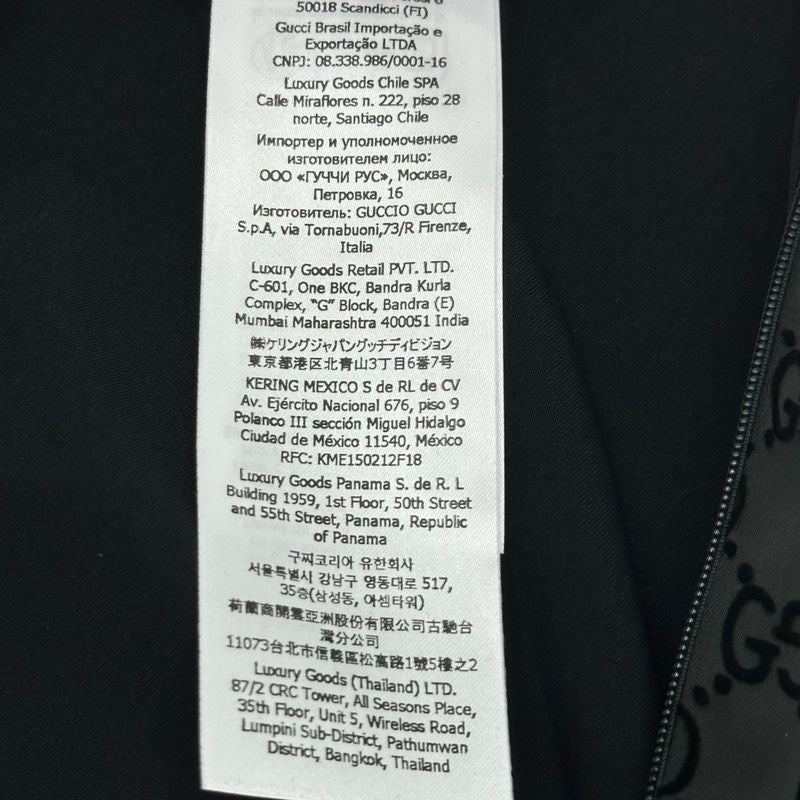 50018 Scandicci (FI)
Gucci Brasil Importação e
Exportação LTDA
CNPJ: 08.338.986/0001-16
Luxury Goods Chile SPA
Calle Miraflores n. 222, piso 28
norte, Santiago Chile
Импортер и уполномоченное
изготовителем лицо:
ООО «ГУЧЧИ РУС», Москва,
Петровка, 16
Изготовитель: GUCCIO GUCCI
S.p.A, via Tornabuoni,73/R Firenze,
Italia
Luxury Goods Retail PVT. LTD.
C-601, One BKC, Bandra Kurla
Complex, "G" Block, Bandra (E)
Mumbai Maharashtra 400051 India
㈱ケリングジャパングッチディビジョン
東京都港区北青山3丁目6番7号
KERING MEXICO S de RL de CV
Av. Ejército Nacional 676, piso 9
Polanco III sección Miguel Hidalgo
Ciudad de México 11540, México
RFC: KME150212F18
Luxury Goods Panama S. de R. L
Building 1959, 1st Floor, 50th Street
and 55th Street, Panama, Republic
of Panama
구찌코리아 유한회사
서울특별시 강남구 영동대로 517,
35층(삼성동, 아셈타워)
荷蘭商開雲亞洲股份有限公司古馳台
灣分公司
11073台北市信義區松高路1號5樓之2
Luxury Goods (Thailand) LTD.
87/2 CRC Tower, All Seasons Place,
35th Floor, Unit 5, Wireless Road,
Lumpini Sub-District, Pathumwan
District, Bangkok, Thailand